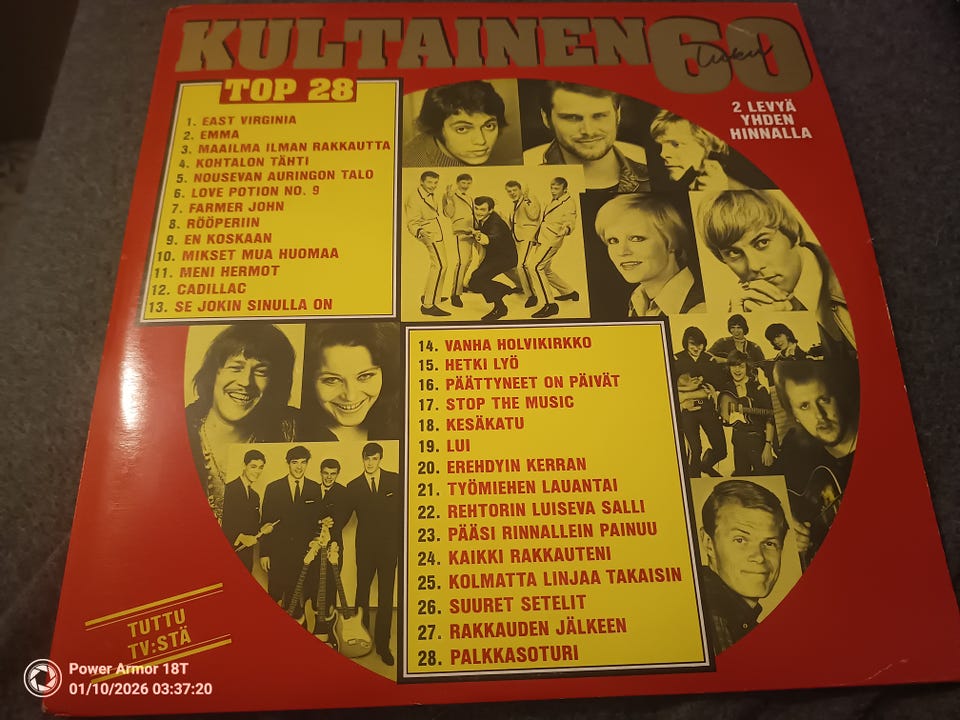 KULTAINEN 60 luku
TOP 28
1. EAST VIRGINIA
2. EMMA
3. MAAILMA ILMAN RAKKAUTTA
4. KOHTALON TÄHTI
5. NOUSEVAN AURINGON TALO
6. LOVE POTION NO. 9
7. FARMER JOHN
8. RÖÖPERIIN
9. EN KOSKAAN
10. MIKSET MUA HUOMAA
11. MENI HERMOT
12. CADILLAC
13. SE JOKIN SINULLA ON
2 LEVYÄ
YHDEN
HINNALLA
14. VANHA HOLVIKIRKKO
15. HETKI LYÖ
16. PÄÄTTYNEET ON PÄIVÄT
17. STOP THE MUSIC
18. KESÄKATU
19. LUI
20. EREHDYIN KERRAN
21. TYÖMIEHEN LAUANTAI
22. REHTORIN LUISEVA SALLI
23. PÄÄSI RINNALLEIN PAINUU
24. KAIKKI RAKKAUTENI
25. KOLMATTA LINJAA TAKAISIN
26. SUURET SETELIT
27. RAKKAUDEN JÄLKEEN
28. PALKKASOTURI
TUTTU
TV:STÄ
Power Armor 18T
01/10/2026 03:37:20